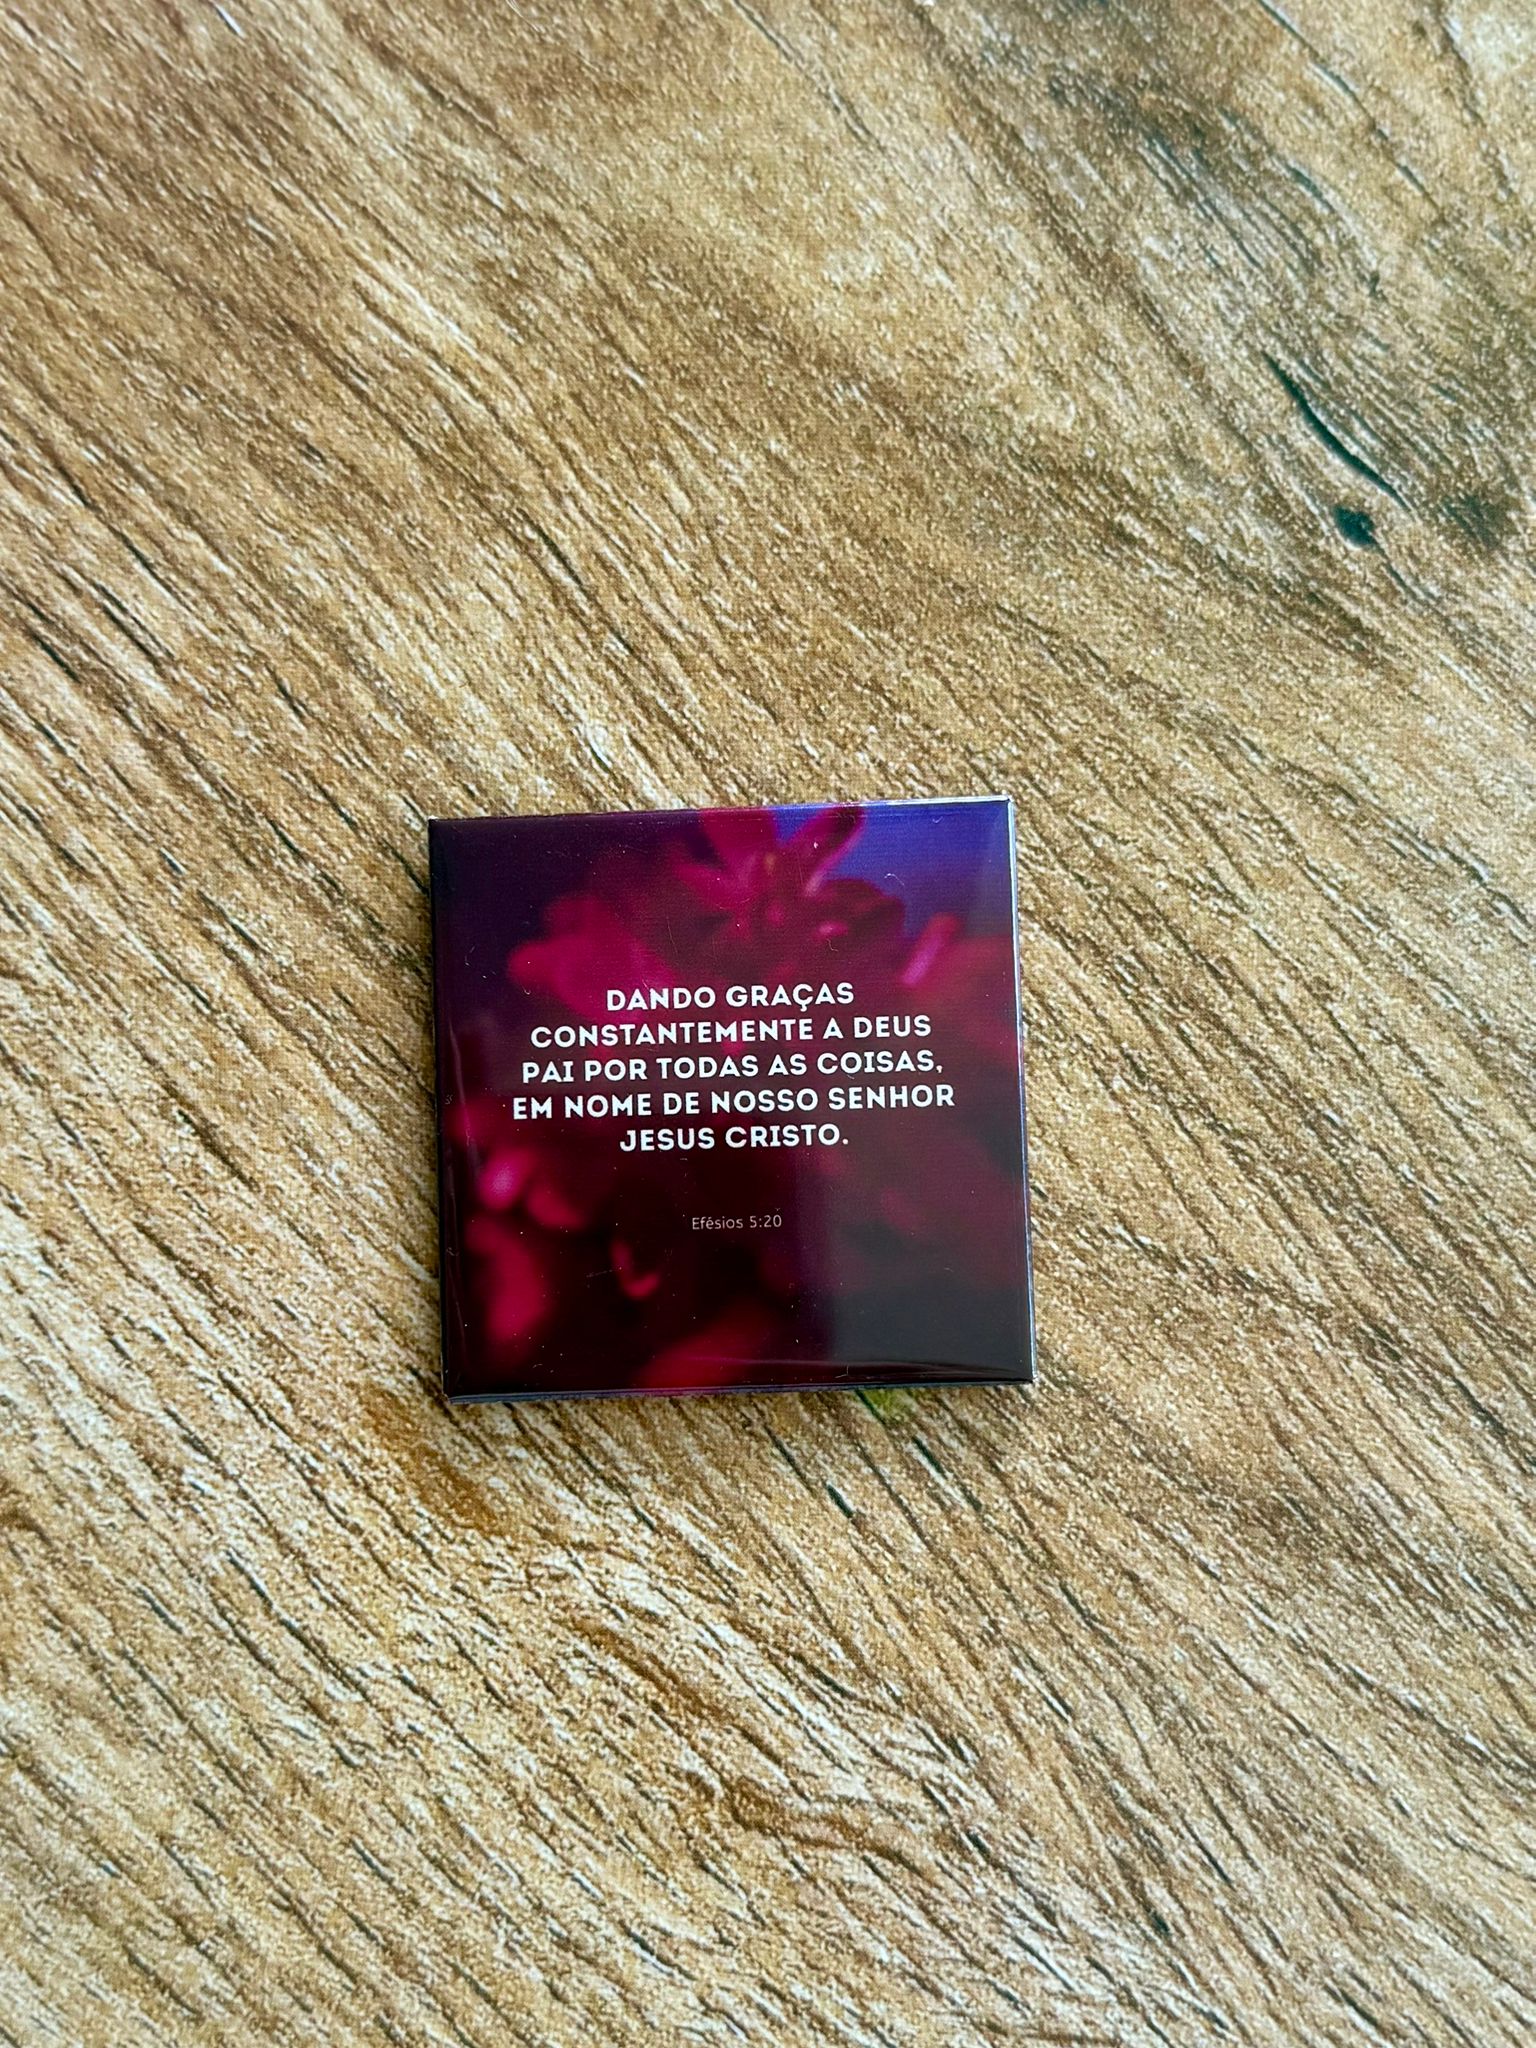 DANDO GRAÇAS
CONSTANTEMENTE A DEUS
PAI POR TODAS AS COISAS,
EM NOME DE NOSSO SENHOR
JESUS CRISTO.
Efésios 5:20